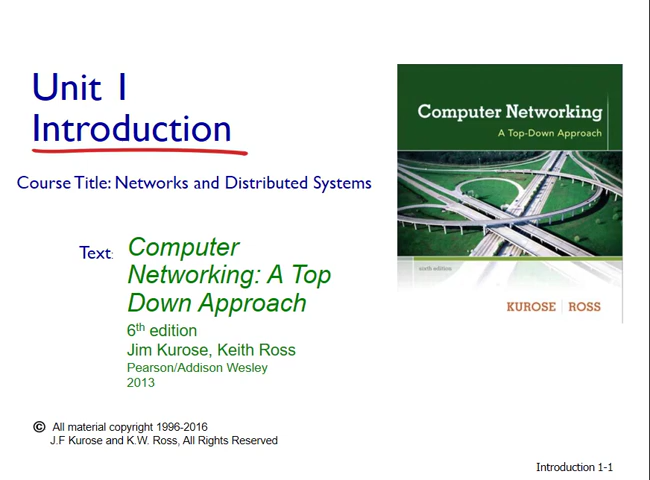 Unit 1
Introduction
Course Title: Networks and Distributed Systems
Text:
Computer
Networking: A Top
Down Approach
6th edition
Jim Kurose, Keith Ross
Pearson/Addison Wesley
2013
Computer Networking
A Top-Down Approach
sixth edition
KUROSE | ROSS
© All material copyright 1996-2016
J.F Kurose and K.W. Ross, All Rights Reserved
Introduction 1-1